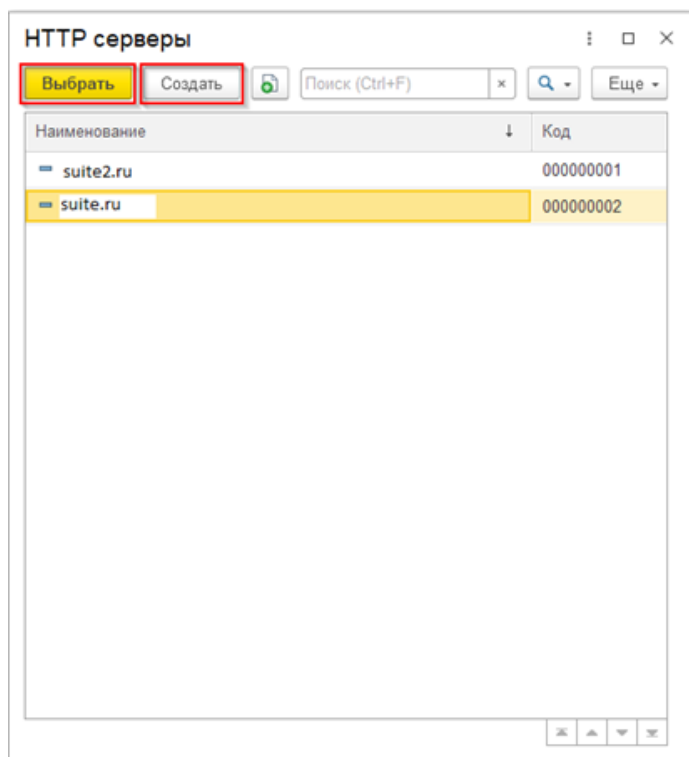 HTTP серверы
Выбрать Создать Поиск (Ctrl+F) × Еще
Наименование ↓ Код
suite2.ru 000000001
suite.ru 000000002